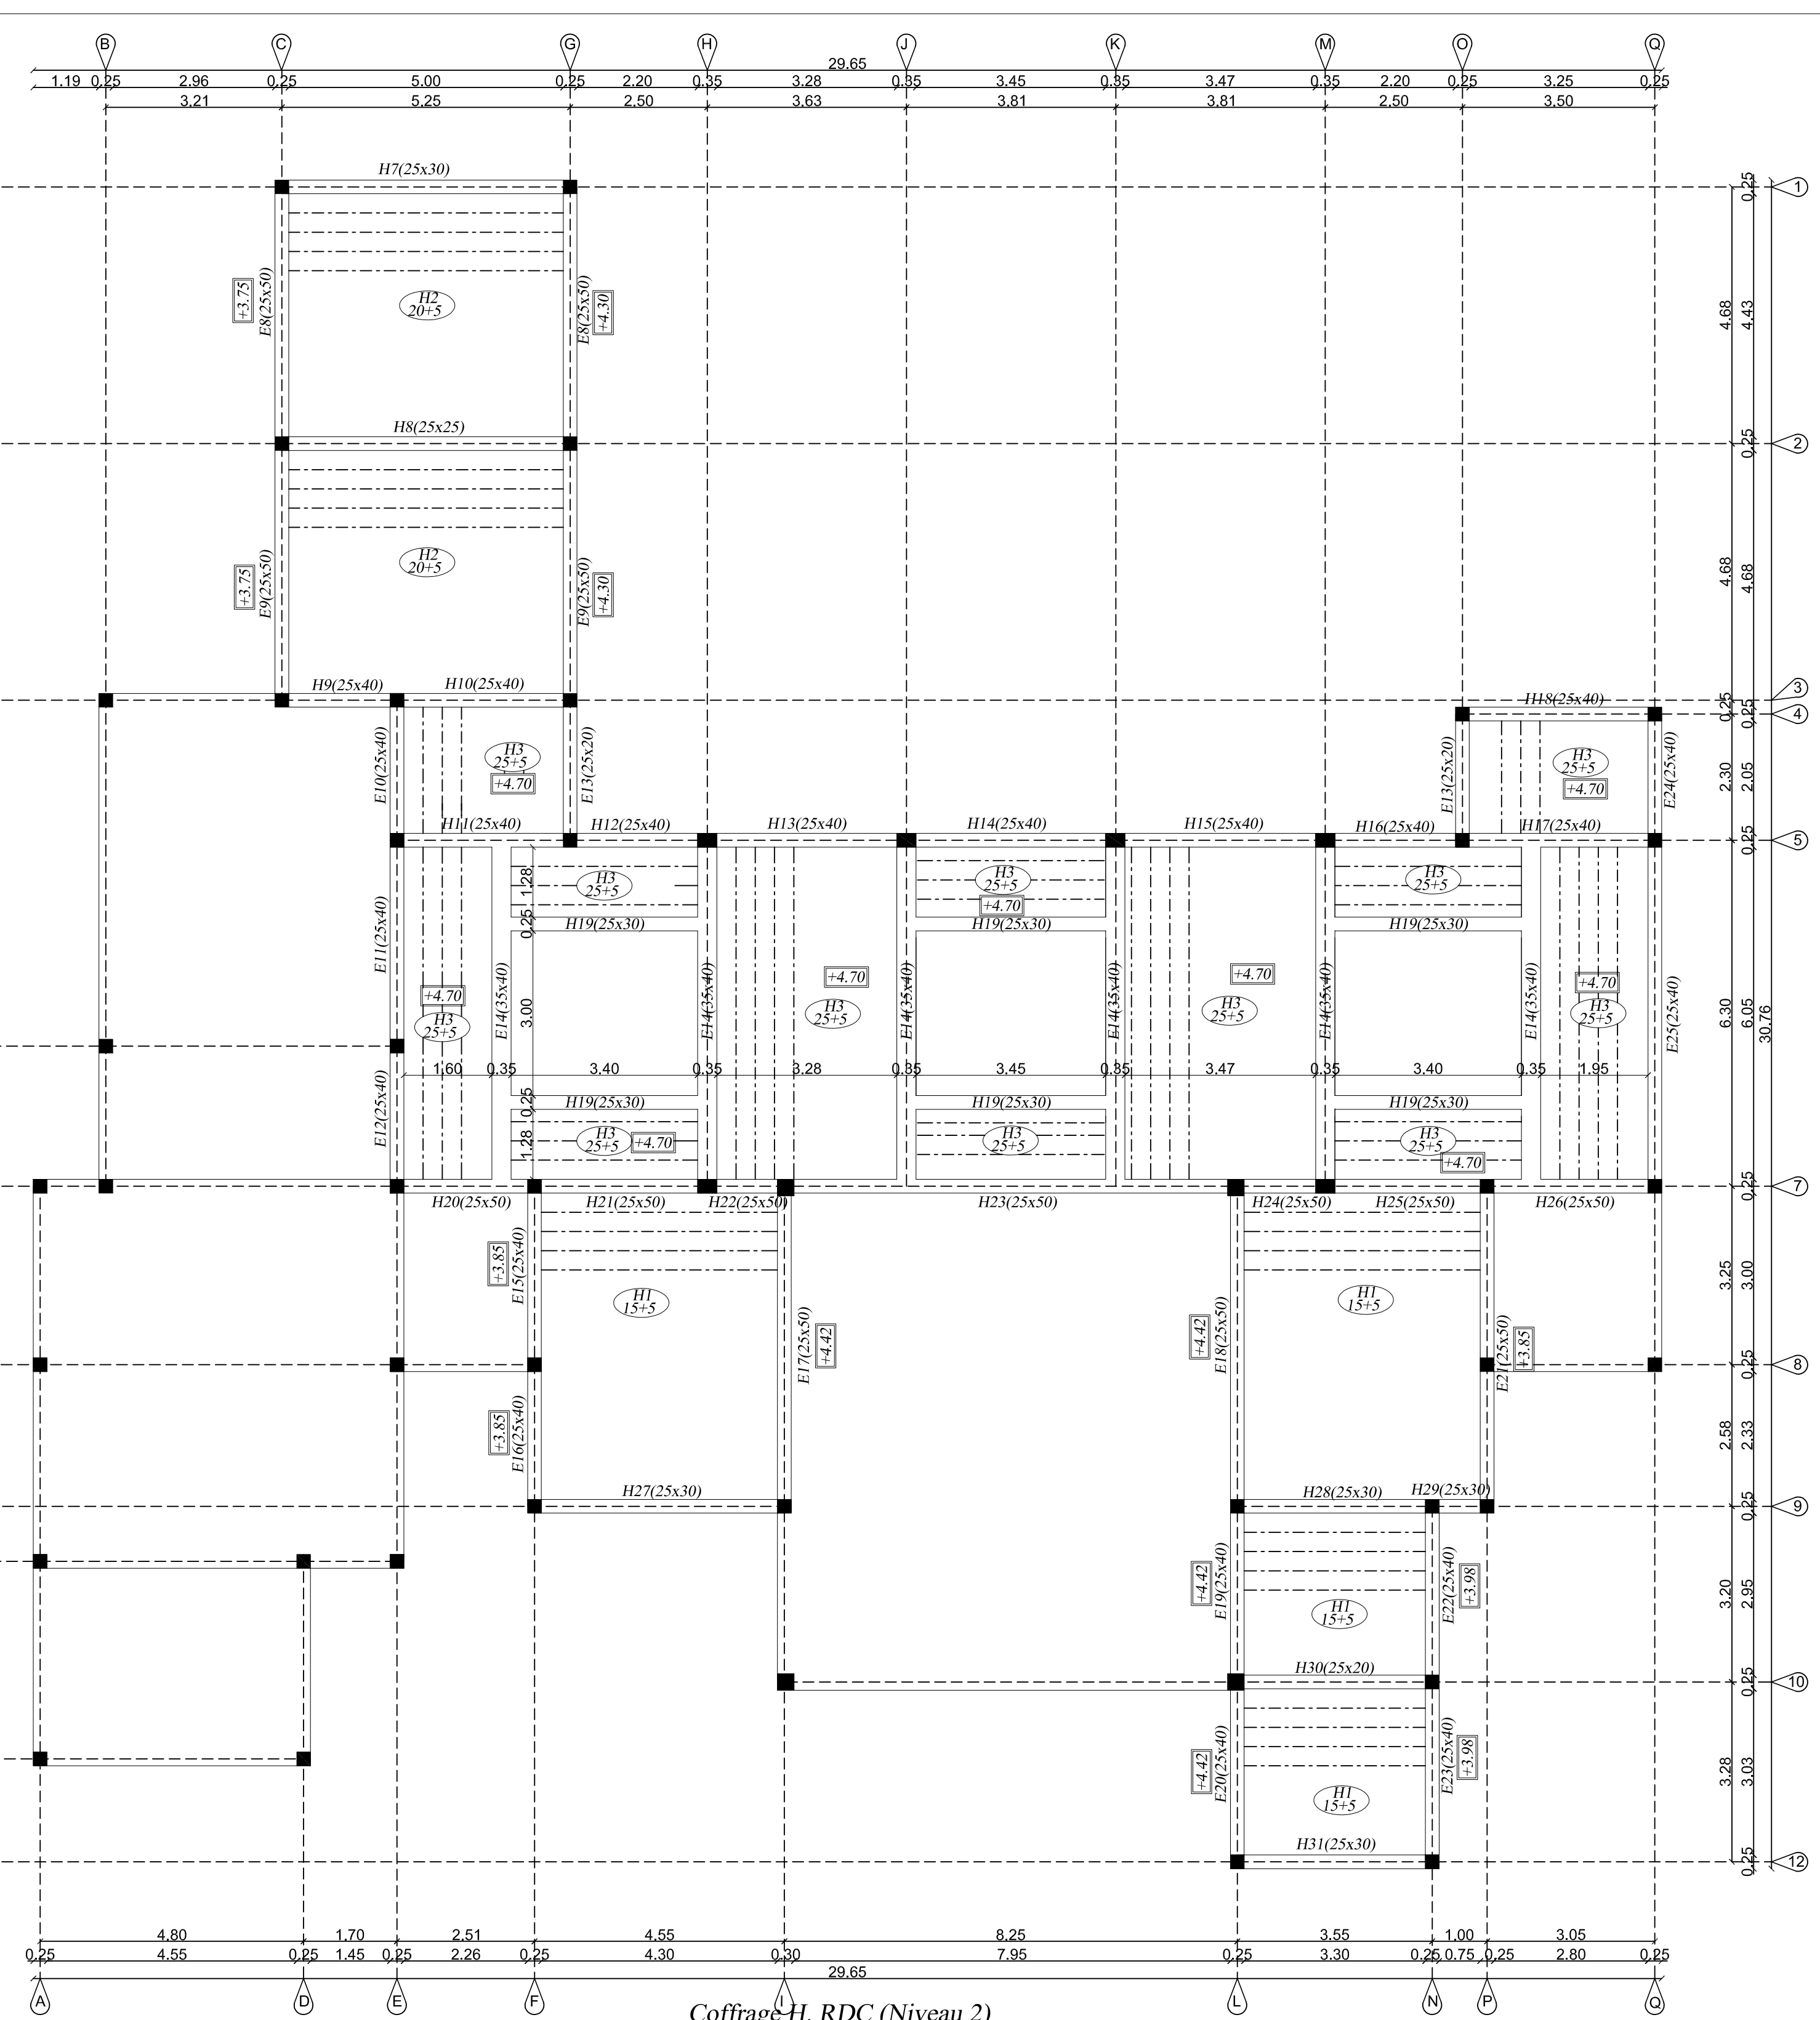 B C G H J K M O Q
29.65
1.19 0.25 2.96 0.25 5.00 0.25 2.20 0.35 3.28 0.35 3.45 0.35 3.47 0.35 2.20 0.25 3.25 0.25
3.21 5.25 2.50 3.63 3.81 3.81 2.50 3.50
H7(25x30)
0.25 1
+3.75 E8(25x50) H2 E8(25x50) +4.30
20+5
4.68 4.43
H8(25x25)
0.25 2
+3.75 E9(25x50) H2 E9(25x50) +4.30
20+5
4.68 4.68
H9(25x40) H10(25x40)
0.25 3
H18(25x40)
0.25 4
E10(25x40) H3 E13(25x20) E13(25x20) H3 E24(25x40)
25+5 25+5
+4.70 +4.70
2.30 2.05
H11(25x40) H12(25x40) H13(25x40) H14(25x40) H15(25x40) H16(25x40) H17(25x40)
0.25 5
1.28 H3 H3 H3
25+5 25+5 25+5
+4.70
0.25 H19(25x30) H19(25x30) H19(25x30)
E11(25x40) E14(35x40) 3.00 E14(35x40) E14(35x40) E14(35x40) E14(35x40) E14(35x40) E25(25x40)
+4.70 +4.70 +4.70 +4.70
H3 H3 H3 H3
25+5 25+5 25+5 25+5
6.30 6.05 30.76
1.60 0.35 3.40 0.35 3.28 0.35 3.45 0.35 3.47 0.35 3.40 0.35 1.95
E12(25x40) 0.25 H19(25x30) H19(25x30) H19(25x30)
1.28 H3 +4.70 H3 H3
25+5 25+5 25+5
+4.70
0.25 7
H20(25x50) H21(25x50) H22(25x50) H23(25x50) H24(25x50) H25(25x50) H26(25x50)
+3.85 E15(25x40) H1 E17(25x50) +4.42 +4.42 E18(25x50) H1 E21(25x50) +3.85
15+5 15+5
3.25 3.00
0.25 8
+3.85 E16(25x40)
2.58 2.33
H27(25x30) H28(25x30) H29(25x30)
0.25 9
+4.42 E19(25x40) H1 E22(25x40) +3.98
15+5
3.20 2.95
H30(25x20)
0.25 10
+4.42 E20(25x40) H1 E23(25x40) +3.98
15+5
3.28 3.03
H31(25x30)
0.25 12
4.80 1.70 2.51 4.55 8.25 3.55 1.00 3.05
0.25 4.55 0.25 1.45 0.25 2.26 0.25 4.30 0.30 7.95 0.25 3.30 0.25 0.75 0.25 2.80 0.25
29.65
A D E F I L N P Q
Coffrage H. RDC (Niveau 2)